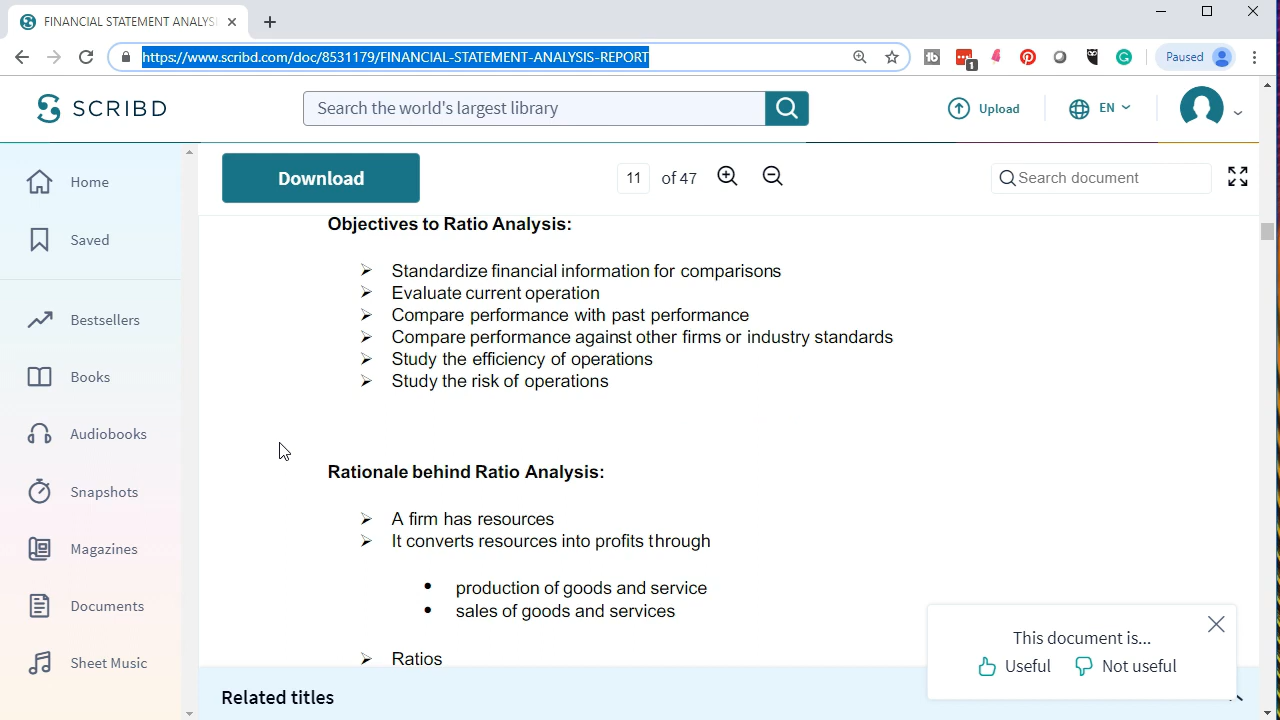 FINANCIAL STATEMENT ANALYS
https://www.scribd.com/doc/8531179/FINANCIAL-STATEMENT-ANALYSIS-REPORT
1
Paused
SCRIBD
Search the world's largest library
Upload
EN
Home
Saved
Bestsellers
Books
Audiobooks
Snapshots
Magazines
Documents
Sheet Music
Download
11 of 47
Search document
Objectives to Ratio Analysis:
Standardize financial information for comparisons
Evaluate current operation
Compare performance with past performance
Compare performance against other firms or industry standards
Study the efficiency of operations
Study the risk of operations
Rationale behind Ratio Analysis:
A firm has resources
It converts resources into profits through
production of goods and service
sales of goods and services
Ratios
This document is...
Useful Not useful
Related titles